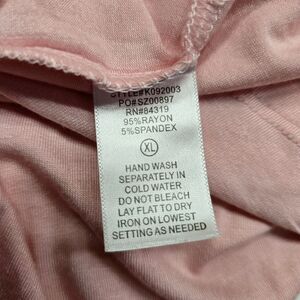 STYLE#K092003
PO#SZ00897
RN#84319
95%RAYON
5%SPANDEX
XL
HAND WASH
SEPARATELY IN
COLD WATER
DO NOT BLEACH
LAY FLAT TO DRY
IRON ON LOWEST
SETTING AS NEEDED